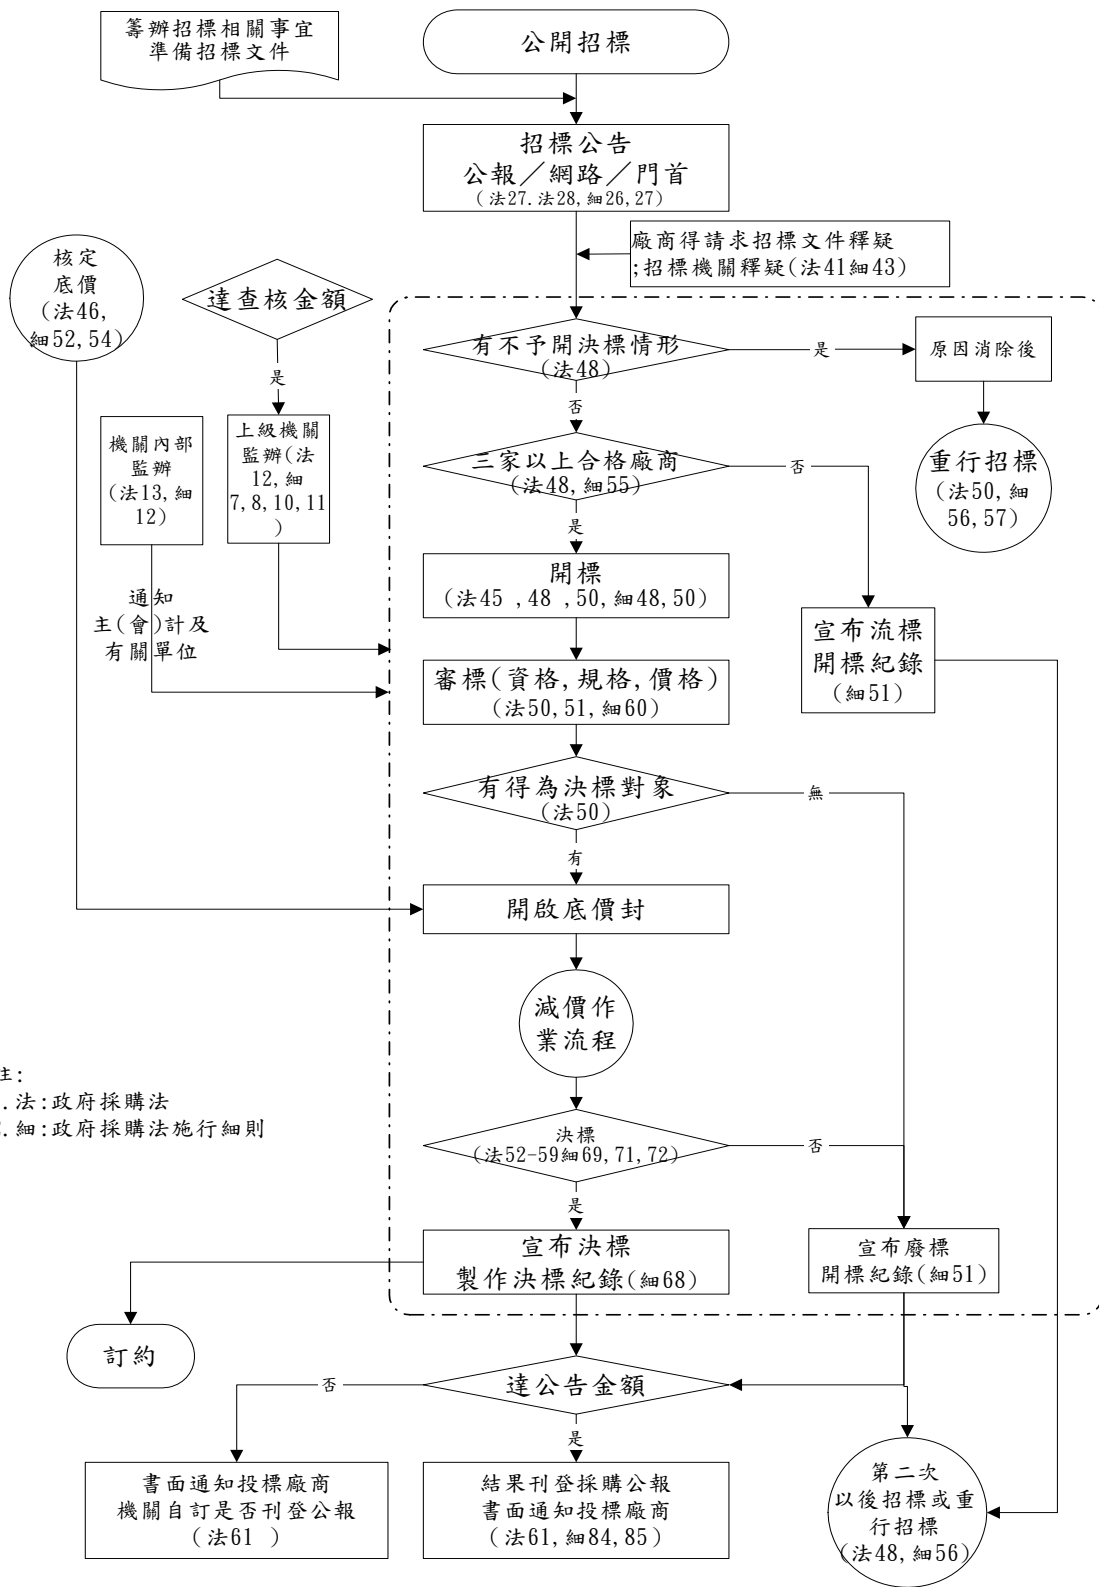 籌辦招標相關事宜
準備招標文件
公開招標
招標公告
公報／網路／門首
(法27.法28,細26,27)
廠商得請求招標文件釋疑
;招標機關釋疑(法41細43)
核定
底價
(法46,
細52,54)
達查核金額
是
有不予開決標情形
(法48)
是
原因消除後
否
機關內部
監辦
(法13,細
12)
上級機關
監辦(法
12,細
7,8,10,11
)
三家以上合格廠商
(法48,細55)
否
重行招標
(法50,細
56,57)
是
開標
(法45 ,48 ,50,細48,50)
通知
主(會)計及
有關單位
宣布流標
開標紀錄
(細51)
審標(資格,規格,價格)
(法50,51,細60)
有得為決標對象
(法50)
無
有
開啟底價封
減價作
業流程
註:
.法:政府採購法
.細:政府採購法施行細則
決標
(法52-59細69,71,72)
否
是
宣布決標
製作決標紀錄(細68)
宣布廢標
開標紀錄(細51)
訂約
達公告金額
否
是
書面通知投標廠商
機關自訂是否刊登公報
(法61 )
結果刊登採購公報
書面通知投標廠商
(法61,細84,85)
第二次
以後招標或重
行招標
(法48,細56)